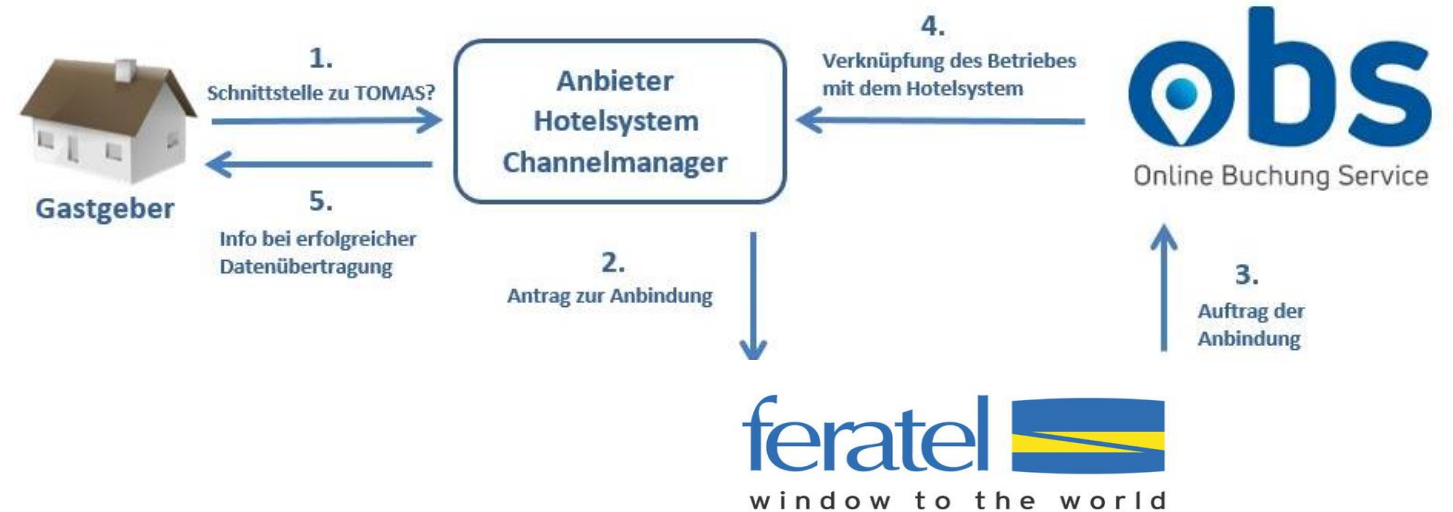 1.
Schnittstelle zu TOMAS?
Gastgeber
5.
Info bei erfolgreicher
Datenübertragung
Anbieter
Hotelsystem
Channelmanager
2.
Antrag zur Anbindung
4.
Verknüpfung des Betriebes
mit dem Hotelsystem
obs
Online Buchung Service
3.
Auftrag der
Anbindung
feratel
window to the world